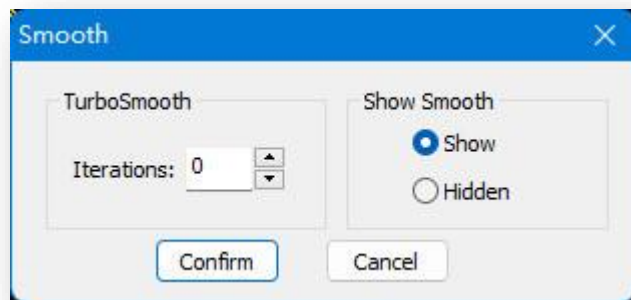 Smooth
TurboSmooth
Iterations: 0
Show Smooth
Show
Hidden
Confirm
Cancel